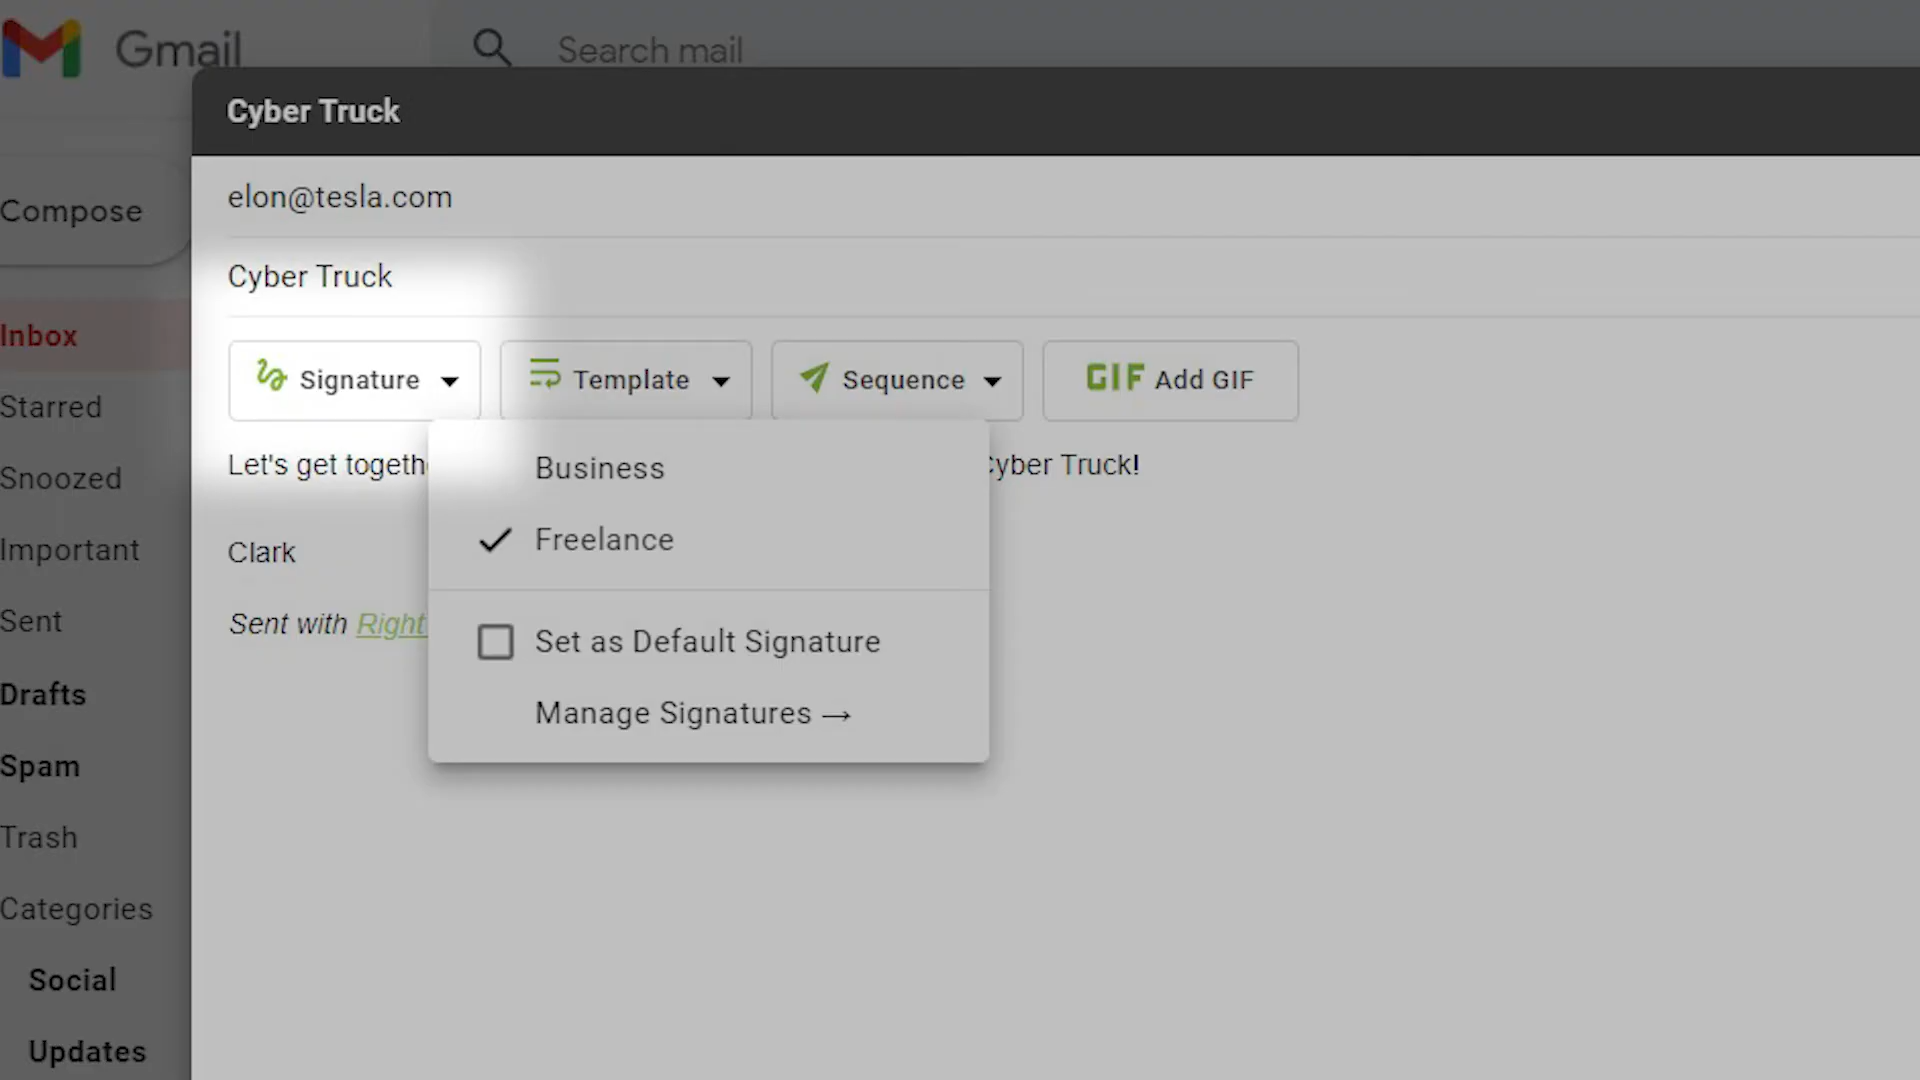 Gmail
Search mail
Cyber Truck
Compose
elon@tesla.com
Cyber Truck
Inbox
Starred
Snoozed
Important
Sent
Drafts
Spam
Trash
Categories
Social
Updates
Signature
Template
Sequence
GIF Add GIF
Let's get
Truck!
Clark
Sent with Right
Business
Freelance
Set as Default Signature
Manage Signatures →